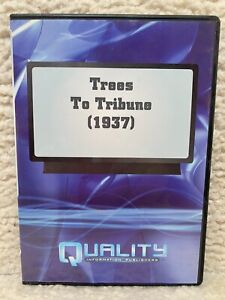 Trees
To Tribune
(1937)
QUALITY
INFORMATION PUBLISHERS